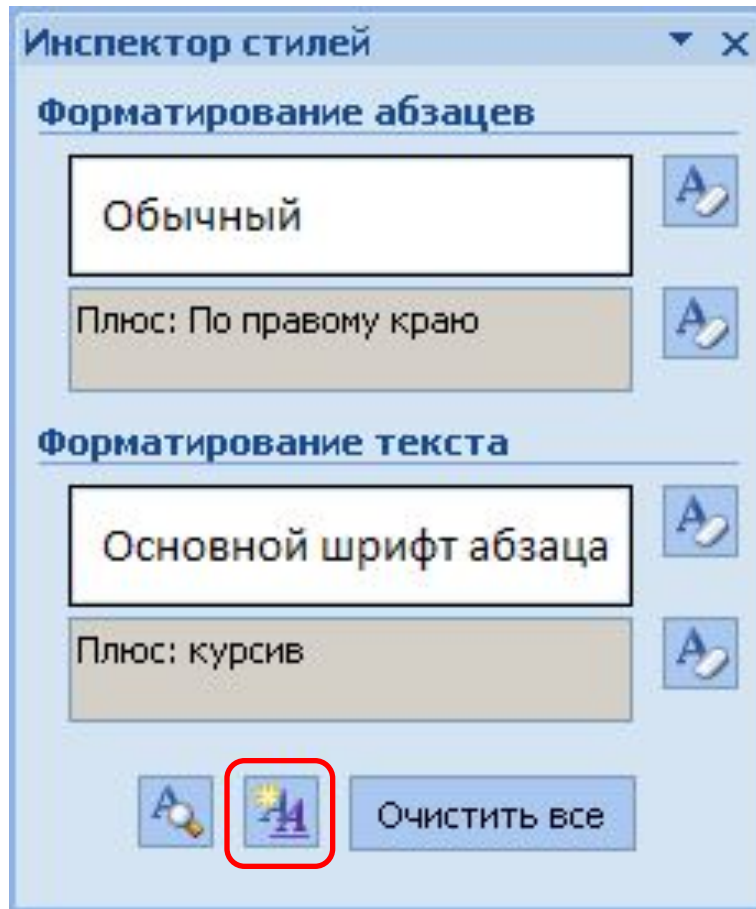 Инспектор стилей
Форматирование абзацев
Обычный
Плюс: По правому краю
Форматирование текста
Основной шрифт абзаца
Плюс: курсив
Очистить все